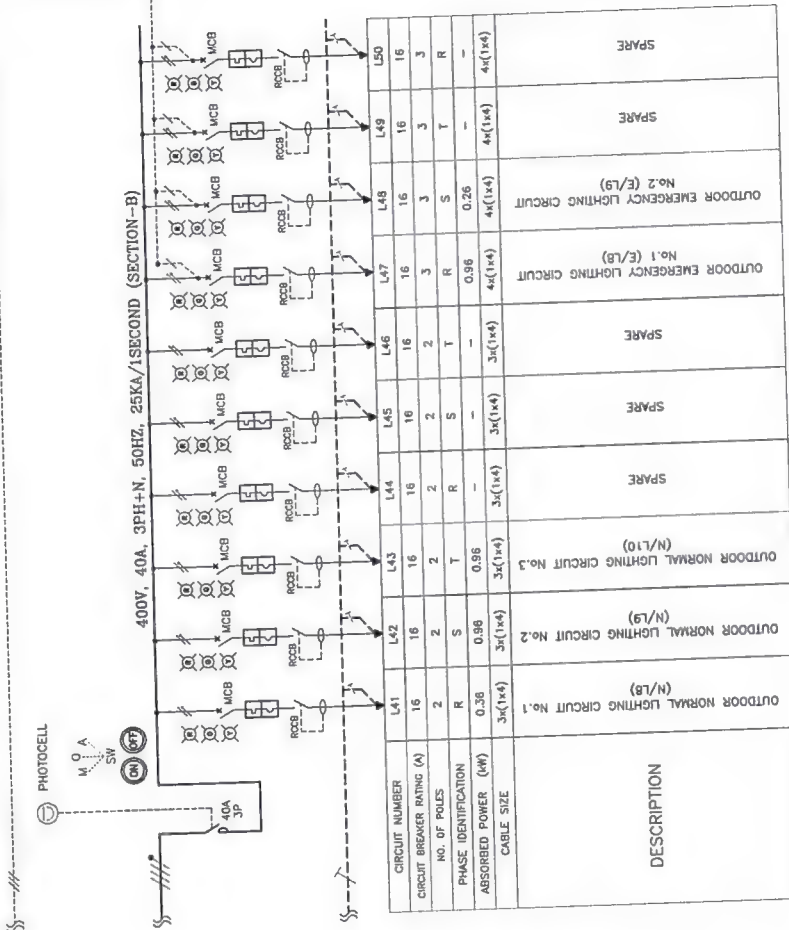 PHOTOCELL
M O A
SW
ON OFF
40A
3P
400V, 40A, 3PH+N, 50HZ, 25KA/1SECOND (SECTION-B)
R O Y R O Y R O Y R O Y R O Y R O Y R O Y R O Y R O Y R O Y
MCB MCB MCB MCB MCB MCB MCB MCB MCB MCB
RCCB RCCB RCCB RCCB RCCB RCCB RCCB RCCB RCCB RCCB
CIRCUIT NUMBER L41 L42 L43 L44 L45 L46 L47 L48 L49 L50
CIRCUIT BREAKER RATING (A) 16 16 16 16 16 16 16 16 16 16
NO. OF POLES 2 2 2 2 2 2 3 3 3 3
PHASE IDENTIFICATION R S T R S T R S T R
ABSORBED POWER (kW) 0.36 0.96 0.96 - - - 0.96 0.26 - -
CABLE SIZE 3x(1x4) 3x(1x4) 3x(1x4) 3x(1x4) 3x(1x4) 3x(1x4) 4x(1x4) 4x(1x4) 4x(1x4) 4x(1x4)
DESCRIPTION
OUTDOOR NORMAL LIGHTING CIRCUIT No.1
(N/L8)
OUTDOOR NORMAL LIGHTING CIRCUIT No.2
(N/L9)
OUTDOOR NORMAL LIGHTING CIRCUIT No.3
(N/L10)
SPARE
SPARE
SPARE
OUTDOOR EMERGENCY LIGHTING CIRCUIT
No.1 (E/L8)
OUTDOOR EMERGENCY LIGHTING CIRCUIT
No.2 (E/L9)
SPARE
SPARE